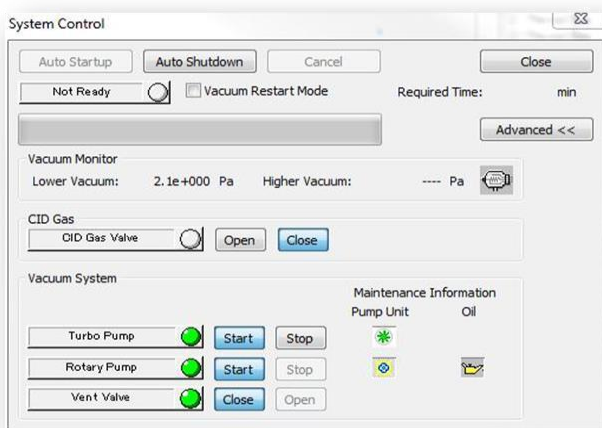 System Control
Auto Startup Auto Shutdown Cancel Close
Not Ready Vacuum Restart Mode Required Time: min
Advanced <<
Vacuum Monitor
Lower Vacuum: 2.1e+000 Pa Higher Vacuum: ---- Pa
CID Gas
CID Gas Valve Open Close
Vacuum System
Maintenance Information
Pump Unit Oil
Turbo Pump Start Stop
Rotary Pump Start Stop
Vent Valve Close Open